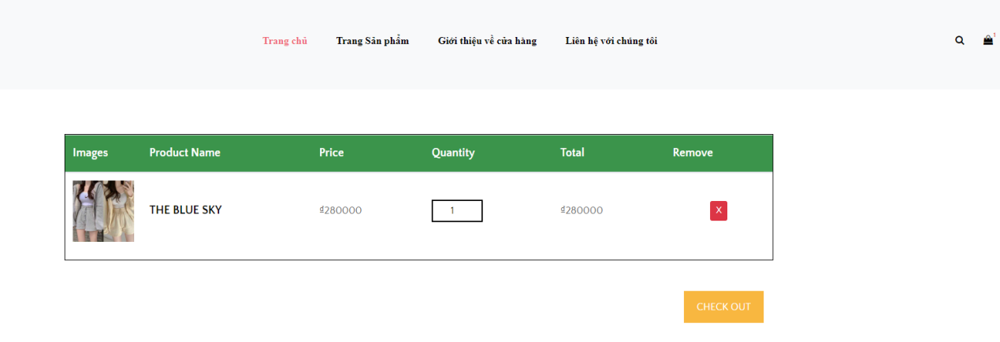 Trang chủ Trang Sản phẩm Giới thiệu về cửa hàng Liên hệ với chúng tôi 1
Images Product Name Price Quantity Total Remove
THE BLUE SKY ₫280000 1 ₫280000 X
CHECK OUT